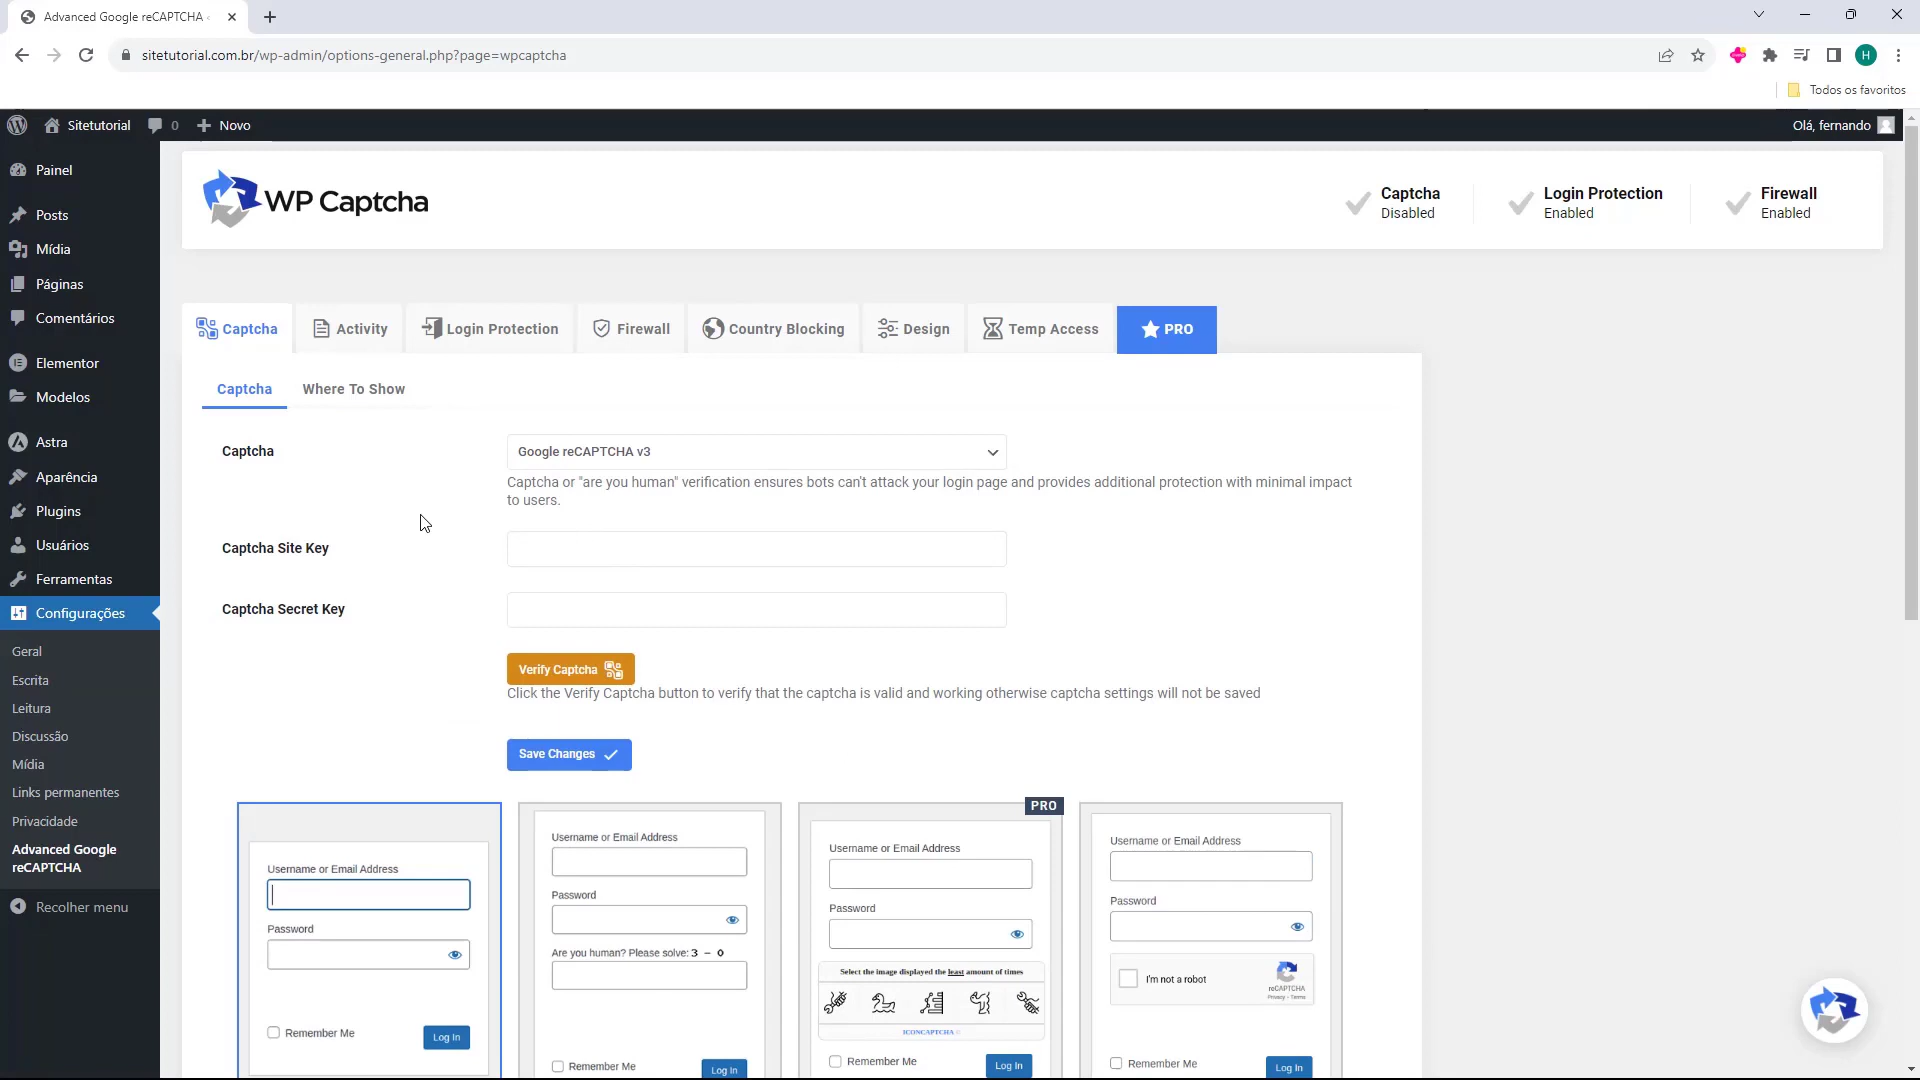 Advanced Google reCAPTCHA
sitetutorial.com.br/wp-admin/options-general.php?page=wpcaptcha
H
Todos os favoritos
Sitetutorial
0
Novo
Olá, fernando
Painel
Posts
Mídia
Páginas
Comentários
Elementor
Modelos
Astra
Aparência
Plugins
Usuários
Ferramentas
Configurações
Geral
Escrita
Leitura
Discussão
Mídia
Links permanentes
Privacidade
Advanced Google
reCAPTCHA
Recolher menu
WP Captcha
Captcha
Disabled
Login Protection
Enabled
Firewall
Enabled
Captcha
Activity
Login Protection
Firewall
Country Blocking
Design
Temp Access
PRO
Captcha
Where To Show
Captcha
Google reCAPTCHA v3
Captcha or "are you human" verification ensures bots can't attack your login page and provides additional protection with minimal impact
to users.
Captcha Site Key
Captcha Secret Key
Verify Captcha
Click the Verify Captcha button to verify that the captcha is valid and working otherwise captcha settings will not be saved
Save Changes
Username or Email Address
Password
Remember Me
Log In
Username or Email Address
Password
Are you human? Please solve: 3 – 0
Remember Me
Log In
PRO
Username or Email Address
Password
Select the image displayed the least amount of times
ICONCAPTCHA ©
Remember Me
Log In
Username or Email Address
Password
I'm not a robot
reCAPTCHA
Privacy - Terms
Remember Me
Log In